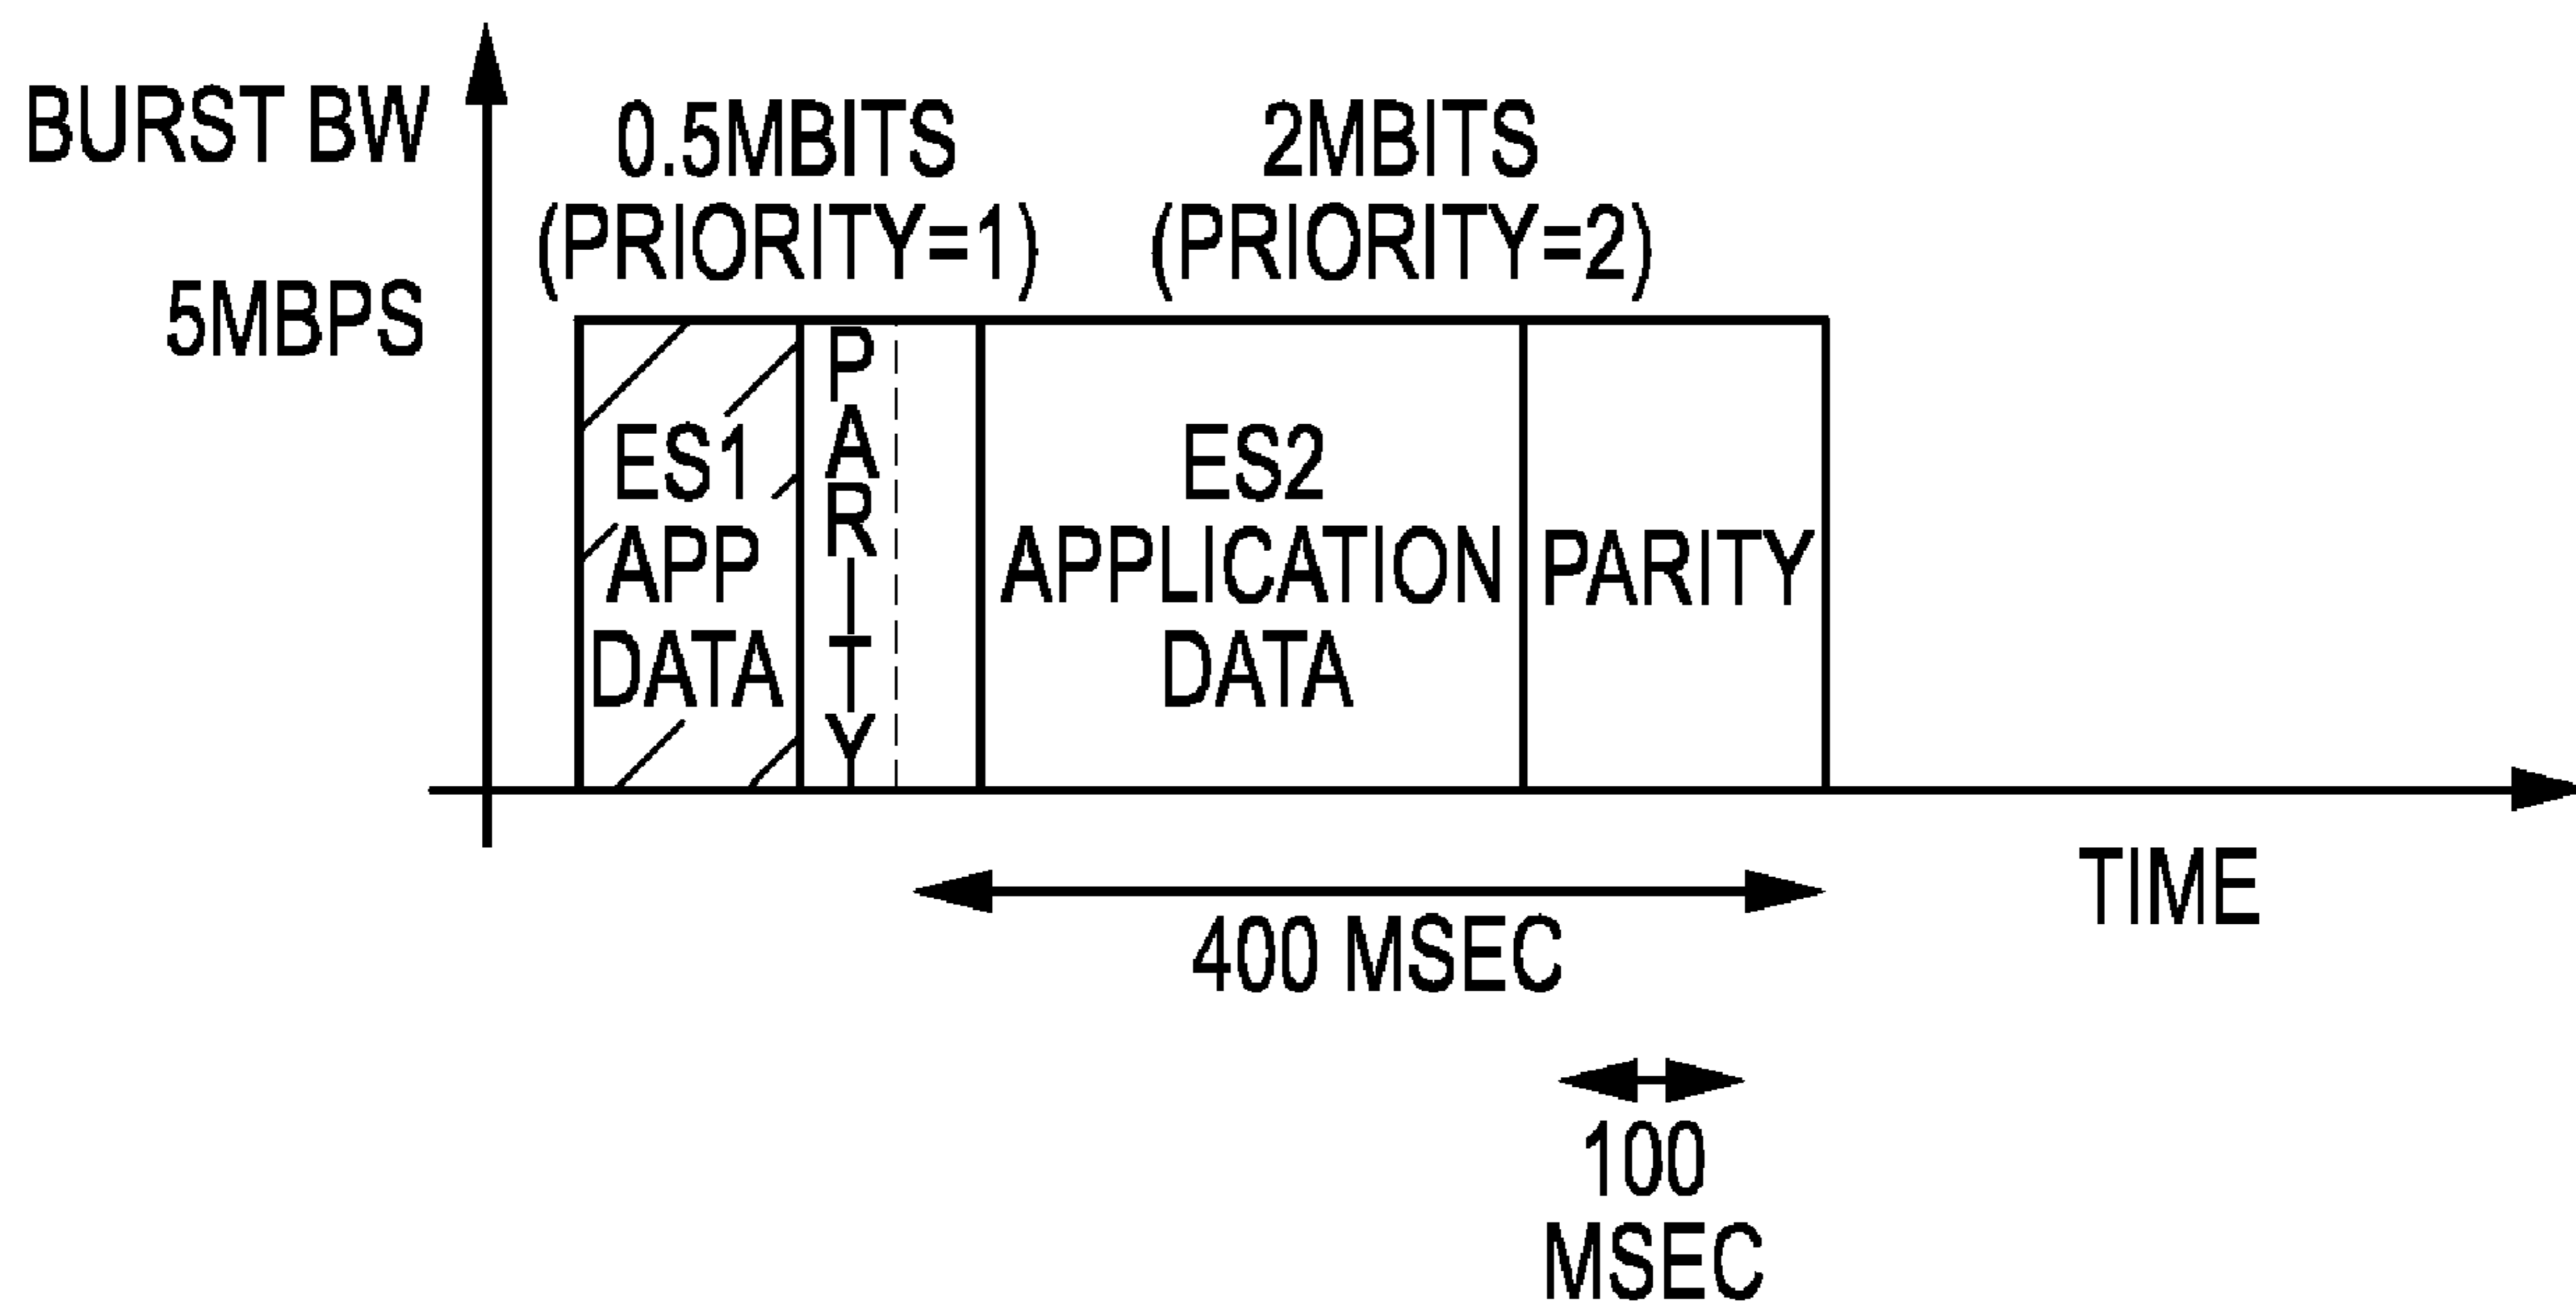 BURST BW
5MBPS
0.5MBITS
(PRIORITY=1)
2MBITS
(PRIORITY=2)
ES1
APP
DATA
PARITY
ES2
APPLICATION
DATA
PARITY
TIME
400 MSEC
100
MSEC